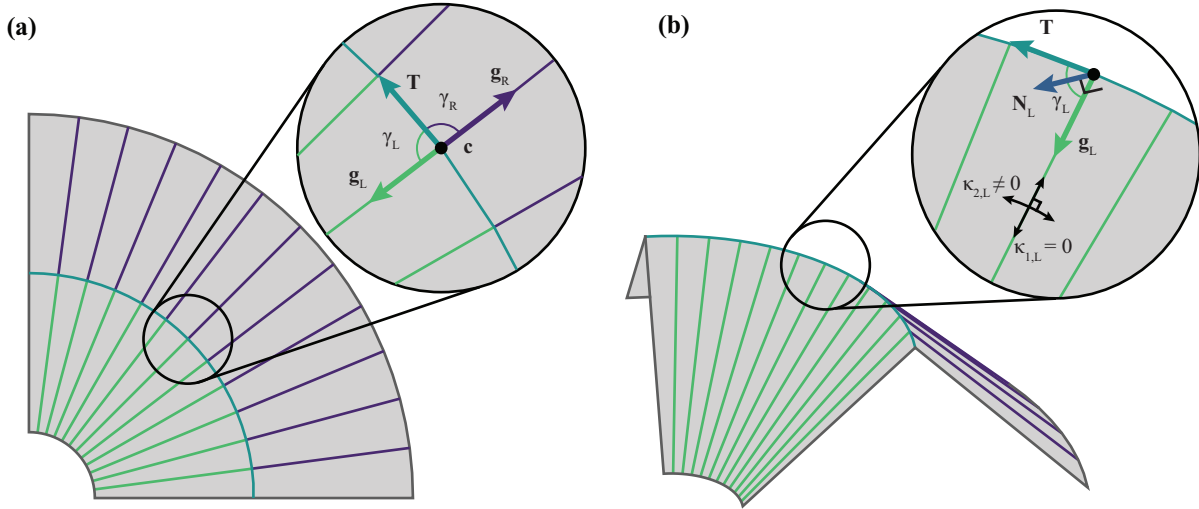 (a)
T
g_R
γ_R
γ_L
c
g_L
(b)
T
N_L
γ_L
g_L
κ_{2,L} ≠ 0
κ_{1,L} = 0